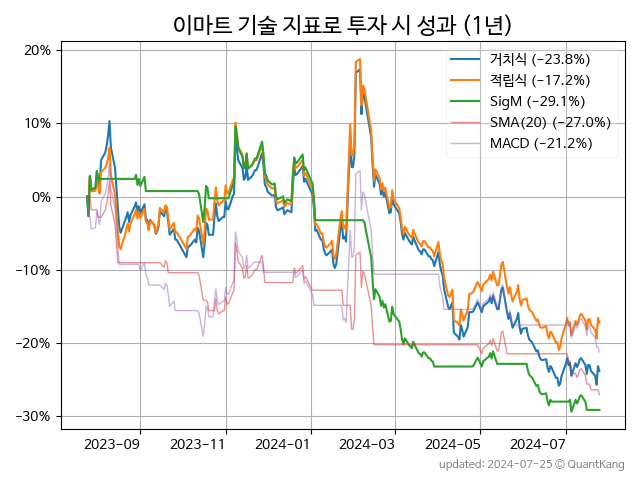 이마트 기술 지표로 투자 시 성과 (1년)
20%
10%
0%
−10%
−20%
−30%
거치식 (−23.8%)
적립식 (−17.2%)
SigM (−29.1%)
SMA(20) (−27.0%)
MACD (−21.2%)
2023-09
2023-11
2024-01
2024-03
2024-05
2024-07
updated: 2024-07-25 © QuantKang